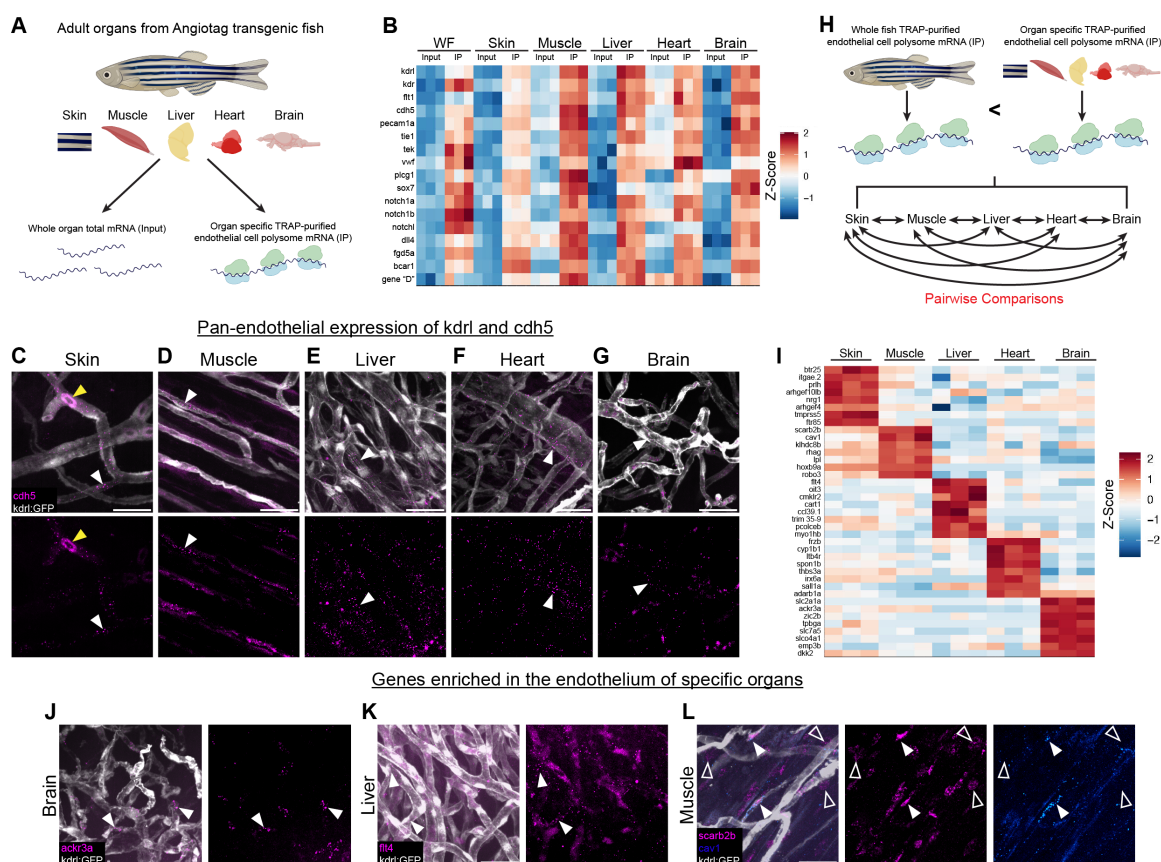 A
Adult organs from Angiotag transgenic fish
Skin Muscle Liver Heart Brain
Whole organ total mRNA (Input)
Organ specific TRAP-purified
endothelial cell polysome mRNA (IP)
B
WF Skin Muscle Liver Heart Brain
Input IP Input IP Input IP Input IP Input IP Input IP
kdrl
kdr
flt1
cdh5
pecam1a
tie1
tek
vwf
plcg1
sox7
notch1a
notch1b
notchl
dll4
fgd5a
bcar1
gene "D"
Z-Score
2
1
0
−1
H
Whole fish TRAP-purified
endothelial cell polysome mRNA (IP)
Organ specific TRAP-purified
endothelial cell polysome mRNA (IP)
<
Skin Muscle Liver Heart Brain
Pairwise Comparisons
Pan-endothelial expression of kdrl and cdh5
C Skin
D Muscle
E Liver
F Heart
G Brain
cdh5
kdrl:GFP
I
Skin Muscle Liver Heart Brain
btr25
itgae.2
prlh
arhgef10lb
nrg1
arhgef4
tmprss5
ftr85
scarb2b
cav1
klhdc8b
rhag
lpl
hoxb9a
robo3
flt4
oit3
cmklr2
cart1
ccl39.1
trim 35-9
pcolceb
myo1hb
frzb
cyp1b1
ltb4r
spon1b
thbs3a
irx6a
sall1a
adarb1a
slc2a1a
ackr3a
zic2b
tpbga
slc7a5
slco4a1
emp3b
dkk2
Z-Score
2
1
0
−1
−2
Genes enriched in the endothelium of specific organs
J
Brain
ackr3a
kdrl:GFP
K
Liver
flt4
kdrl:GFP
L
Muscle
scarb2b
cav1
kdrl:GFP